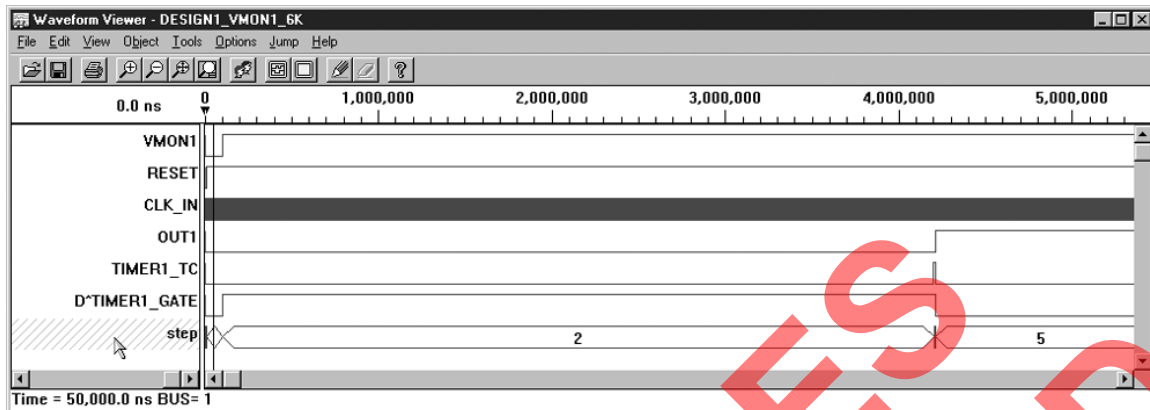 Waveform Viewer - DESIGN1_VMON1_6K
File Edit View Object Tools Options Jump Help
0.0 ns 0 1,000,000 2,000,000 3,000,000 4,000,000 5,000,000
VMON1
RESET
CLK_IN
OUT1
TIMER1_TC
D^TIMER1_GATE
step 2 5
Time = 50,000.0 ns BUS= 1
ES